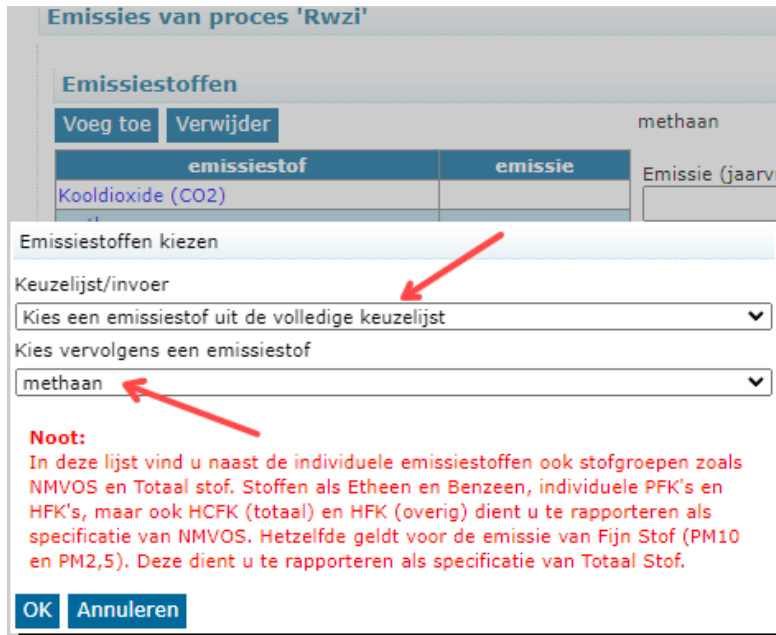 Emissies van proces 'Rwzi'
Emissiestoffen
Voeg toe Verwijder
methaan
emissiestof emissie
Emissie (jaarv
Kooldioxide (CO2)
Emissiestoffen kiezen
Keuzelijst/invoer
Kies een emissiestof uit de volledige keuzelijst
Kies vervolgens een emissiestof
methaan
Noot:
In deze lijst vind u naast de individuele emissiestoffen ook stofgroepen zoals
NMVOS en Totaal stof. Stoffen als Etheen en Benzeen, individuele PFK's en
HFK's, maar ook HCFK (totaal) en HFK (overig) dient u te rapporteren als
specificatie van NMVOS. Hetzelfde geldt voor de emissie van Fijn Stof (PM10
en PM2,5). Deze dient u te rapporteren als specificatie van Totaal Stof.
OK Annuleren